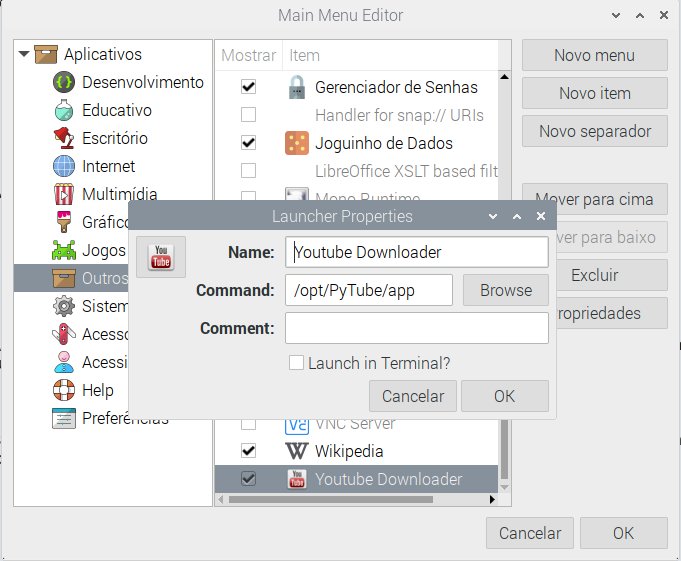 Main Menu Editor
Aplicativos
Desenvolvimento
Educativo
Escritório
Internet
Multimídia
Gráfico
Jogos
Outros
Sistem
Acesso
Acessi
Help
Preferências
Mostrar Item
Gerenciador de Senhas
Handler for snap:// URIs
Joguinho de Dados
LibreOffice XSLT based filt
Mono Runtime
VNC Server
Wikipedia
Youtube Downloader
Novo menu
Novo item
Novo separador
Mover para cima
ver para baixo
Excluir
ropriedades
Launcher Properties
You Tube
Name: Youtube Downloader
Command: /opt/PyTube/app Browse
Comment:
Launch in Terminal?
Cancelar OK
Cancelar OK